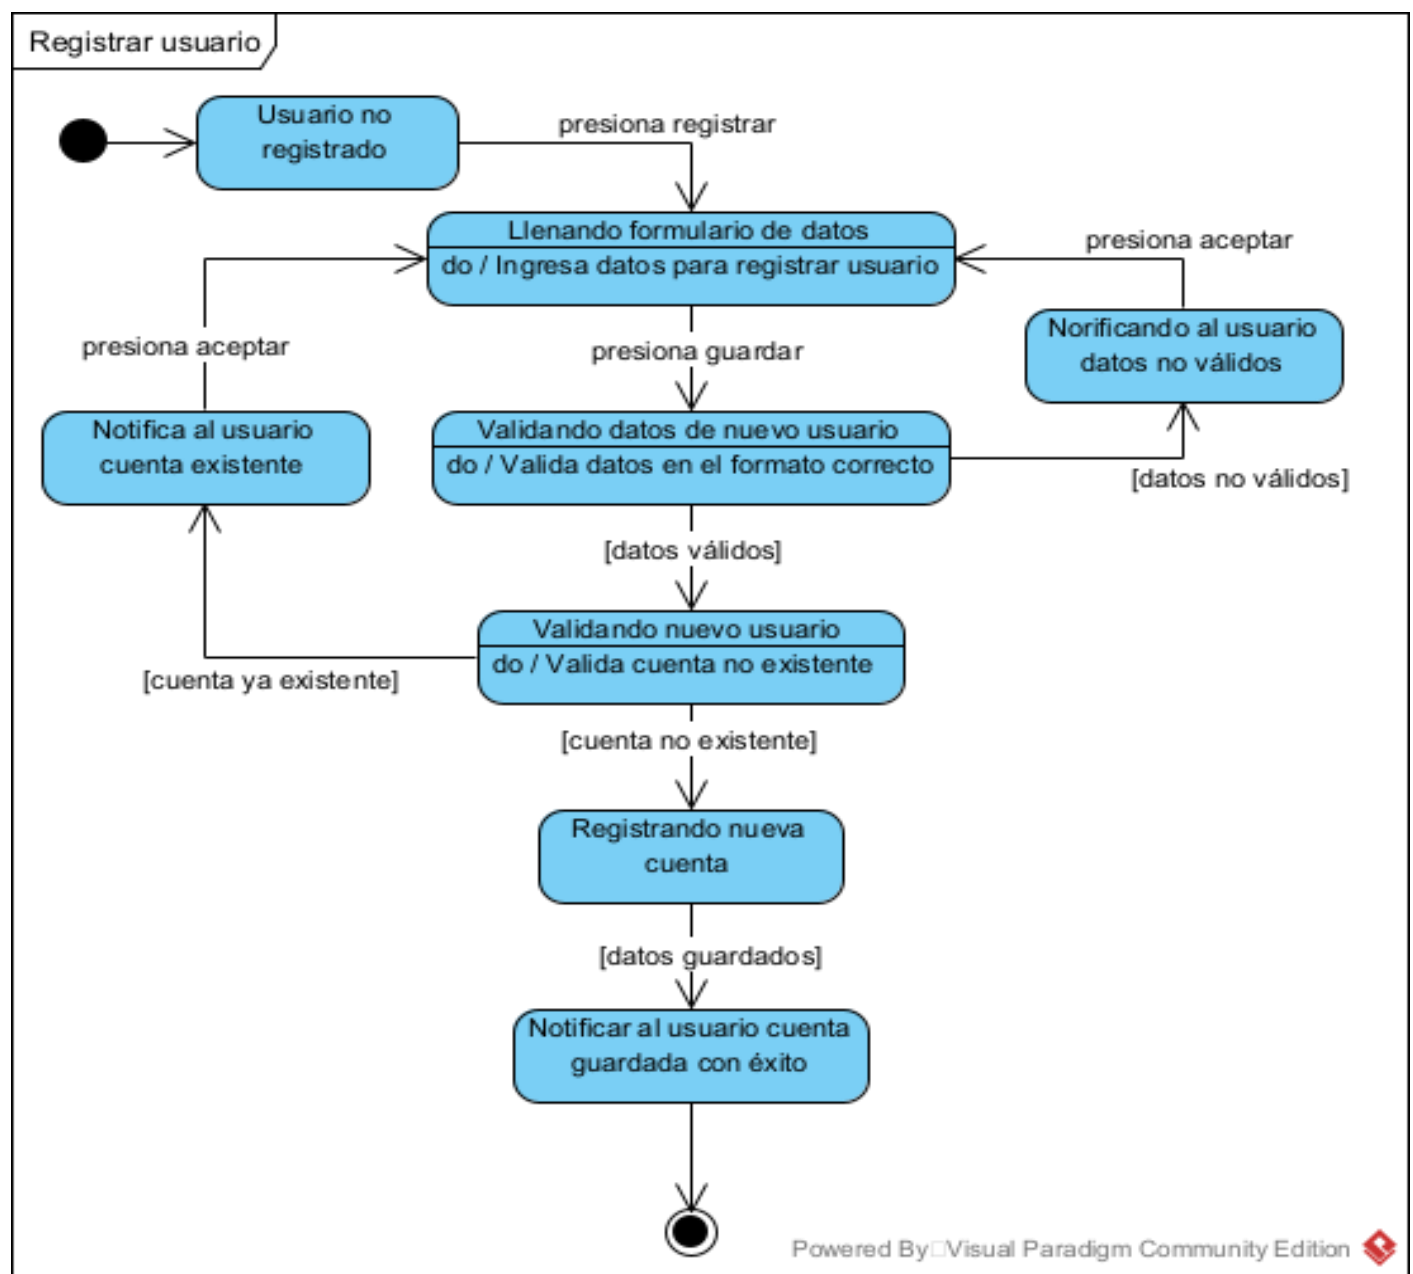 Registrar usuario
Usuario no
registrado
presiona registrar
Llenando formulario de datos
do / Ingresa datos para registrar usuario
presiona aceptar
Norificando al usuario
datos no válidos
presiona aceptar
presiona guardar
Notifica al usuario
cuenta existente
Validando datos de nuevo usuario
do / Valida datos en el formato correcto
[datos no válidos]
[datos válidos]
Validando nuevo usuario
do / Valida cuenta no existente
[cuenta ya existente]
[cuenta no existente]
Registrando nueva
cuenta
[datos guardados]
Notificar al usuario cuenta
guardada con éxito
Powered By Visual Paradigm Community Edition